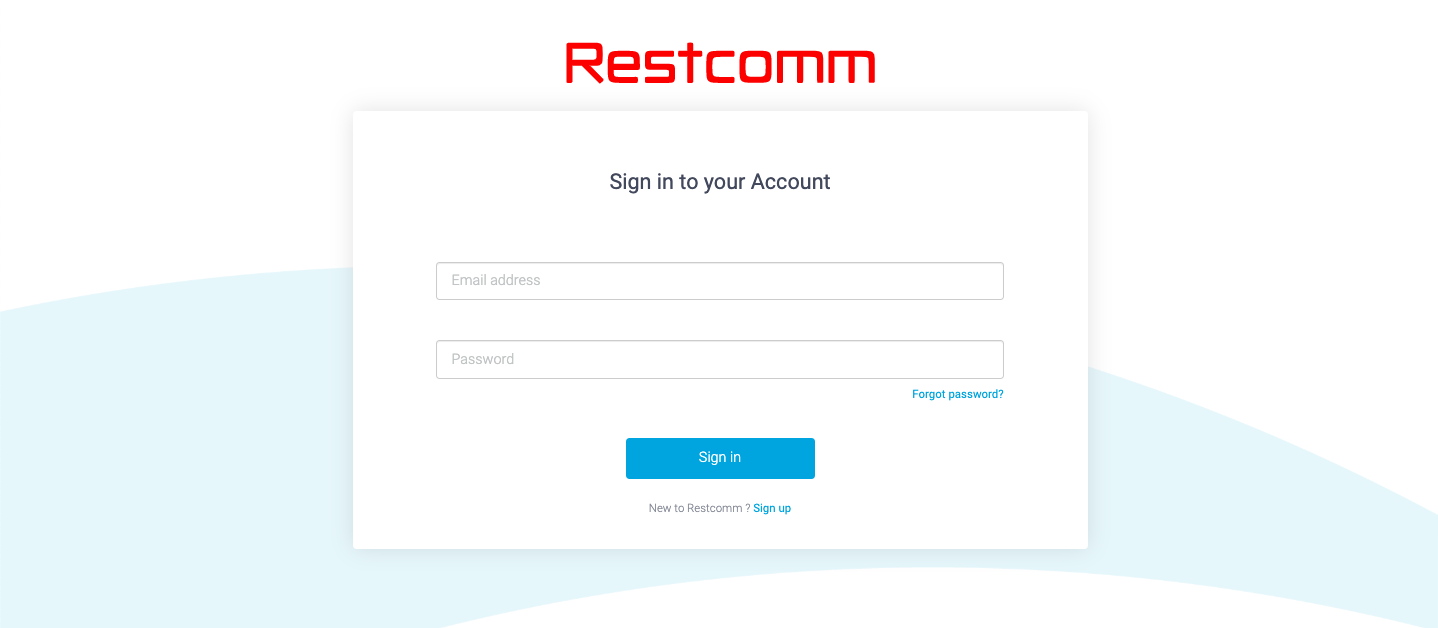 Restcomm
Sign in to your Account
Email address
Password
Forgot password?
Sign in
New to Restcomm ? Sign up